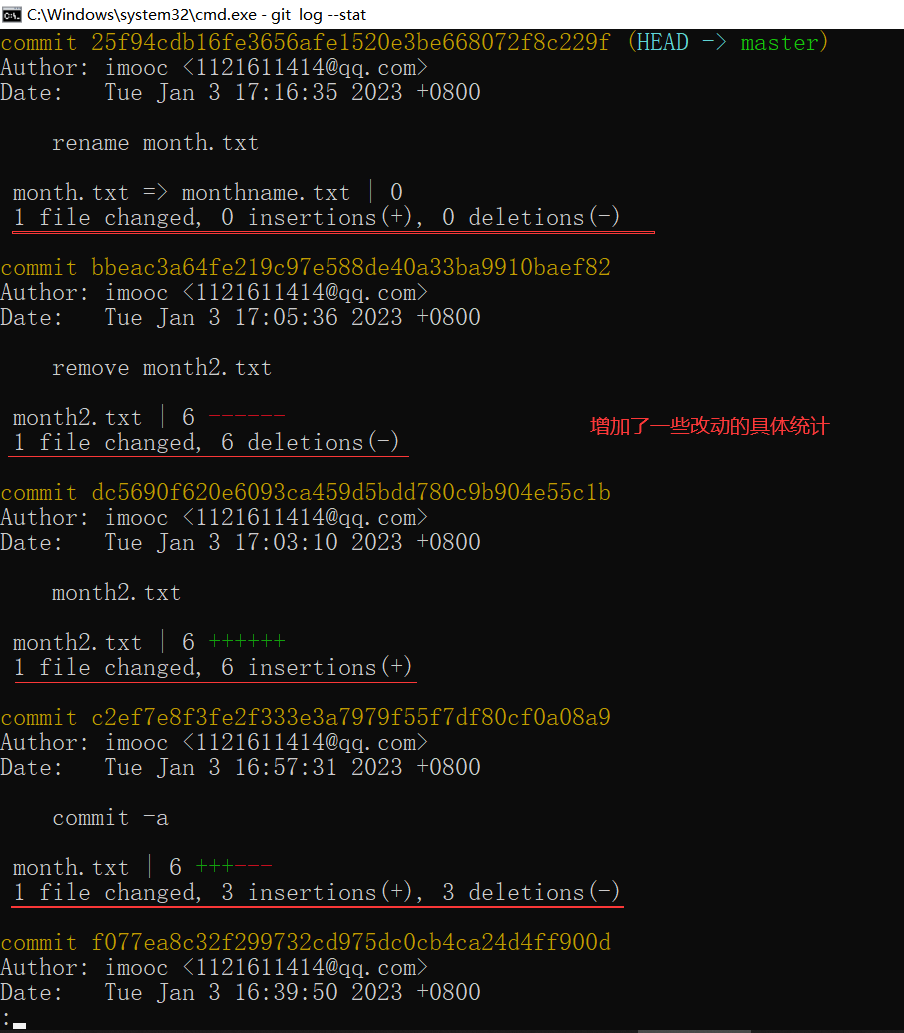 C:\Windows\system32\cmd.exe - git log --stat
commit 25f94cdb16fe3656afe1520e3be668072f8c229f (HEAD -> master)
Author: imooc <1121611414@qq.com>
Date:   Tue Jan 3 17:16:35 2023 +0800
rename month.txt
month.txt => monthname.txt | 0
1 file changed, 0 insertions(+), 0 deletions(-)
commit bbeac3a64fe219c97e588de40a33ba9910baef82
Author: imooc <1121611414@qq.com>
Date:   Tue Jan 3 17:05:36 2023 +0800
remove month2.txt
month2.txt | 6 ------
1 file changed, 6 deletions(-)
增加了一些改动的具体统计
commit dc5690f620e6093ca459d5bdd780c9b904e55c1b
Author: imooc <1121611414@qq.com>
Date:   Tue Jan 3 17:03:10 2023 +0800
month2.txt
month2.txt | 6 ++++++
1 file changed, 6 insertions(+)
commit c2ef7e8f3fe2f333e3a7979f55f7df80cf0a08a9
Author: imooc <1121611414@qq.com>
Date:   Tue Jan 3 16:57:31 2023 +0800
commit -a
month.txt | 6 +++---
1 file changed, 3 insertions(+), 3 deletions(-)
commit f077ea8c32f299732cd975dc0cb4ca24d4ff900d
Author: imooc <1121611414@qq.com>
Date:   Tue Jan 3 16:39:50 2023 +0800
: